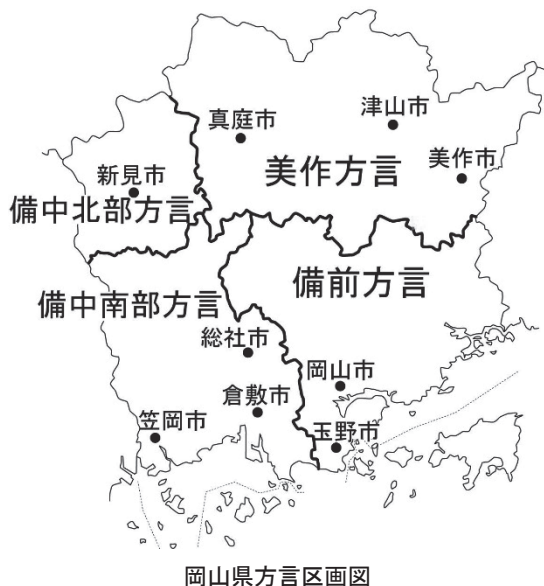 真庭市
津山市
美作方言
美作市
新見市
備中北部方言
備中南部方言
備前方言
総社市
岡山市
倉敷市
笠岡市
玉野市
岡山県方言区画図